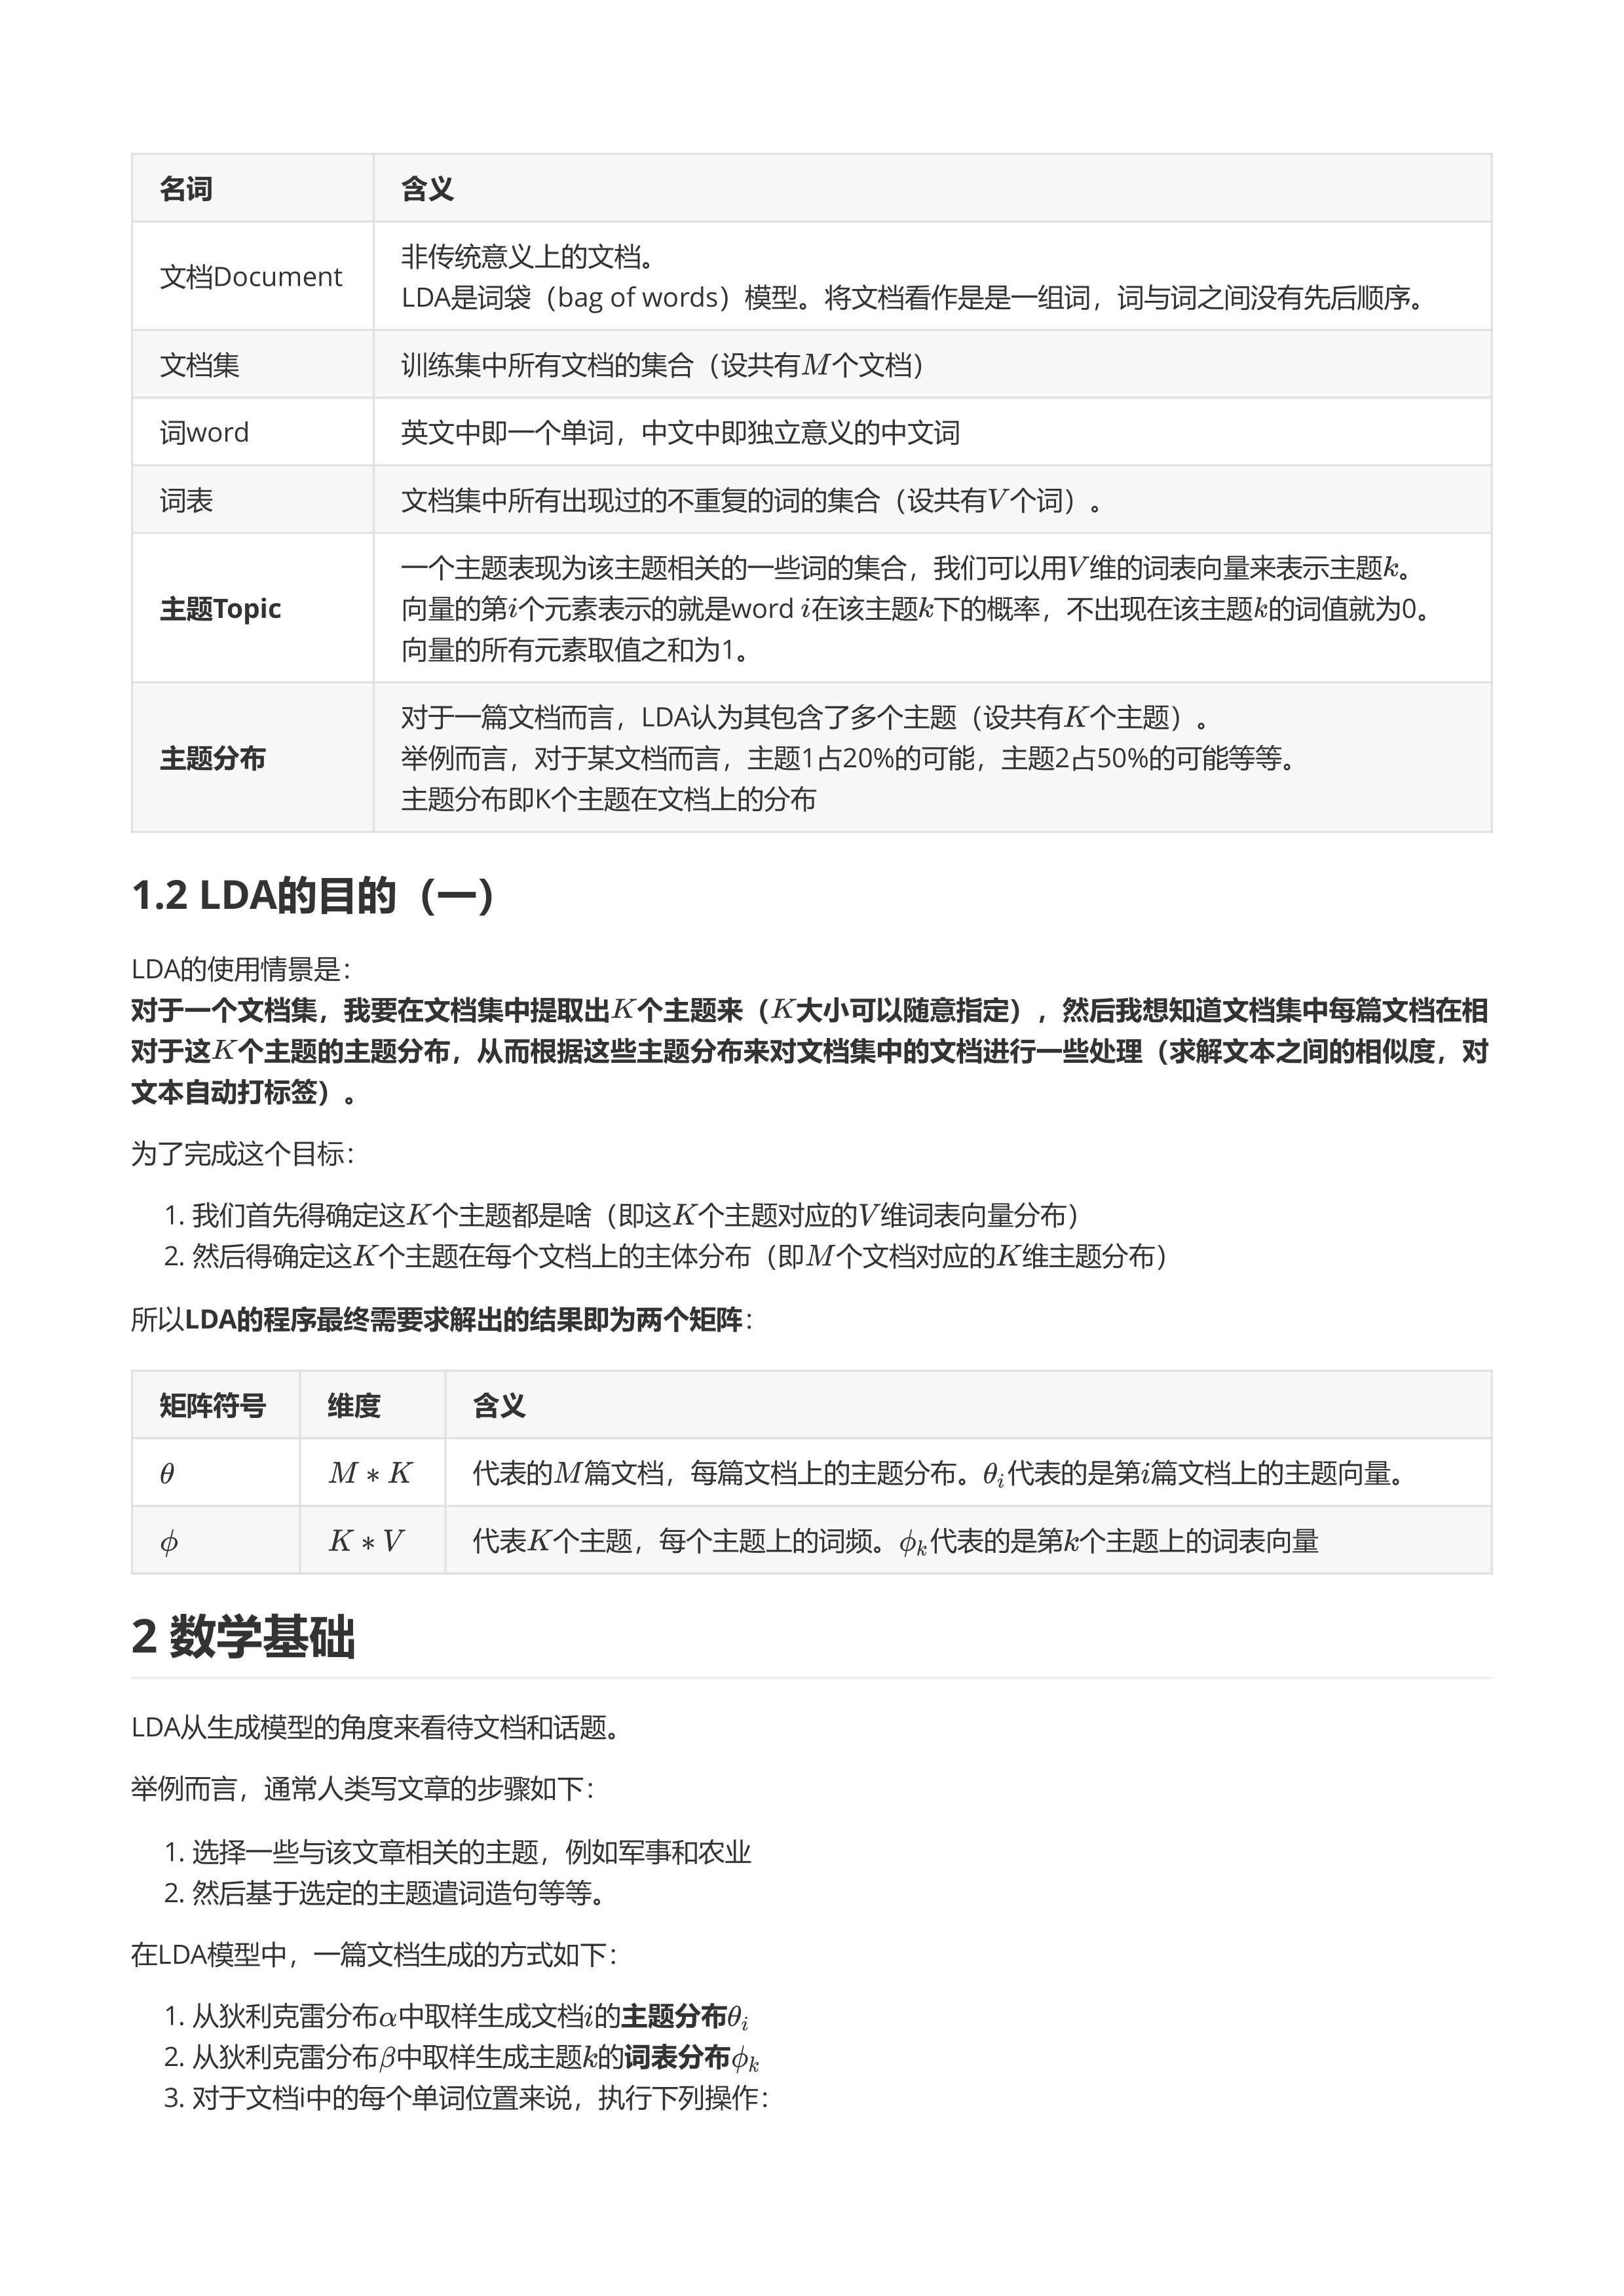 名词 含义
文档Document 非传统意义上的文档。
LDA是词袋（bag of words）模型。将文档看作是是一组词，词与词之间没有先后顺序。
文档集 训练集中所有文档的集合（设共有M个文档）
词word 英文中即一个单词，中文中即独立意义的中文词
词表 文档集中所有出现过的不重复的词的集合（设共有V个词）。
主题Topic 一个主题表现为该主题相关的一些词的集合，我们可以用V维的词表向量来表示主题k。
向量的第i个元素表示的就是word i在该主题k下的概率，不出现在该主题k的词值就为0。
向量的所有元素取值之和为1。
主题分布 对于一篇文档而言，LDA认为其包含了多个主题（设共有K个主题）。
举例而言，对于某文档而言，主题1占20%的可能，主题2占50%的可能等等。
主题分布即K个主题在文档上的分布
1.2 LDA的目的（一）
LDA的使用情景是：
对于一个文档集，我要在文档集中提取出K个主题来（K大小可以随意指定），然后我想知道文档集中每篇文档在相
对于这K个主题的主题分布，从而根据这些主题分布来对文档集中的文档进行一些处理（求解文本之间的相似度，对
文本自动打标签）。
为了完成这个目标：
1. 我们首先得确定这K个主题都是啥（即这K个主题对应的V维词表向量分布）
2. 然后得确定这K个主题在每个文档上的主体分布（即M个文档对应的K维主题分布）
所以LDA的程序最终需要求解出的结果即为两个矩阵：
矩阵符号 维度 含义
θ M ∗ K 代表的M篇文档，每篇文档上的主题分布。θ_i代表的是第i篇文档上的主题向量。
ϕ K ∗ V 代表K个主题，每个主题上的词频。ϕ_k代表的是第k个主题上的词表向量
2 数学基础
LDA从生成模型的角度来看待文档和话题。
举例而言，通常人类写文章的步骤如下：
1. 选择一些与该文章相关的主题，例如军事和农业
2. 然后基于选定的主题遣词造句等等。
在LDA模型中，一篇文档生成的方式如下：
1. 从狄利克雷分布α中取样生成文档i的主题分布θ_i
2. 从狄利克雷分布β中取样生成主题k的词表分布ϕ_k
3. 对于文档i中的每个单词位置来说，执行下列操作：